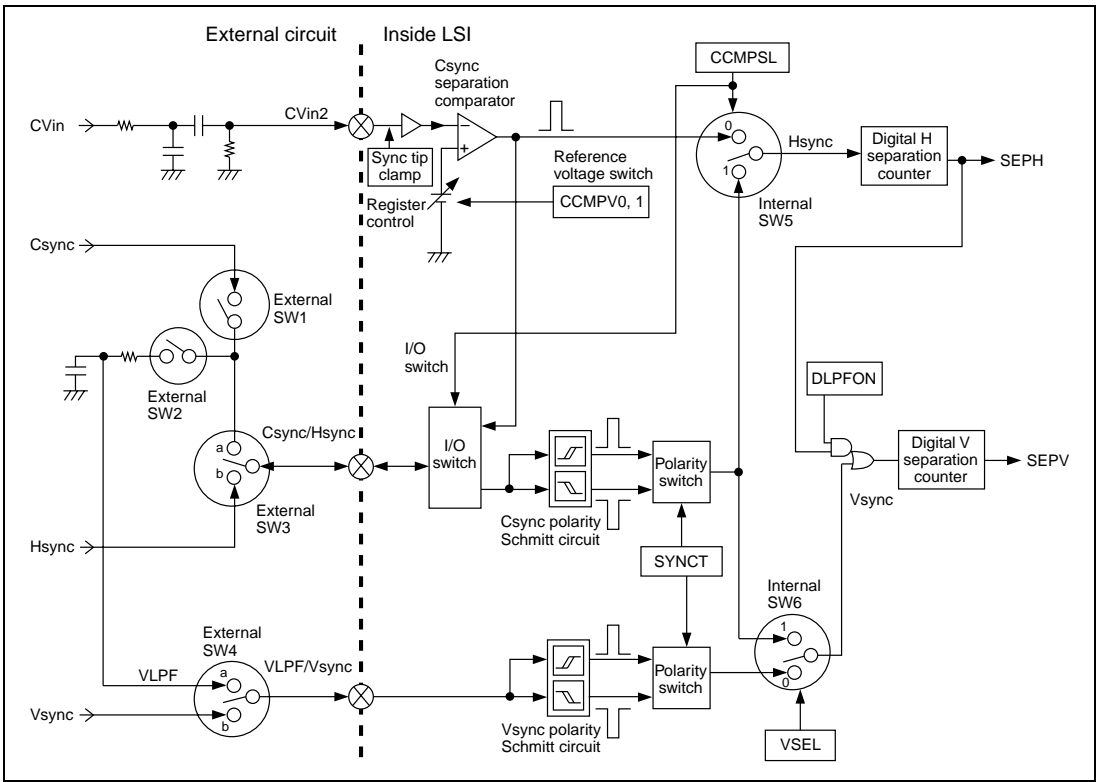 External circuit
Inside LSI
CVin
CVin2
Csync
separation
comparator
Sync tip
clamp
Register
control
Reference
voltage switch
CCMPV0, 1
CCMPSL
0
1
Internal
SW5
Hsync
Digital H
separation
counter
SEPH
Csync
External
SW1
External
SW2
I/O
switch
a
b
External
SW3
Csync/Hsync
I/O
switch
Csync polarity
Schmitt circuit
Polarity
switch
DLPFON
Digital V
separation
counter
SEPV
Vsync
Hsync
SYNCT
Internal
SW6
1
0
VSEL
External
SW4
a
b
VLPF
VLPF/Vsync
Vsync
Vsync polarity
Schmitt circuit
Polarity
switch